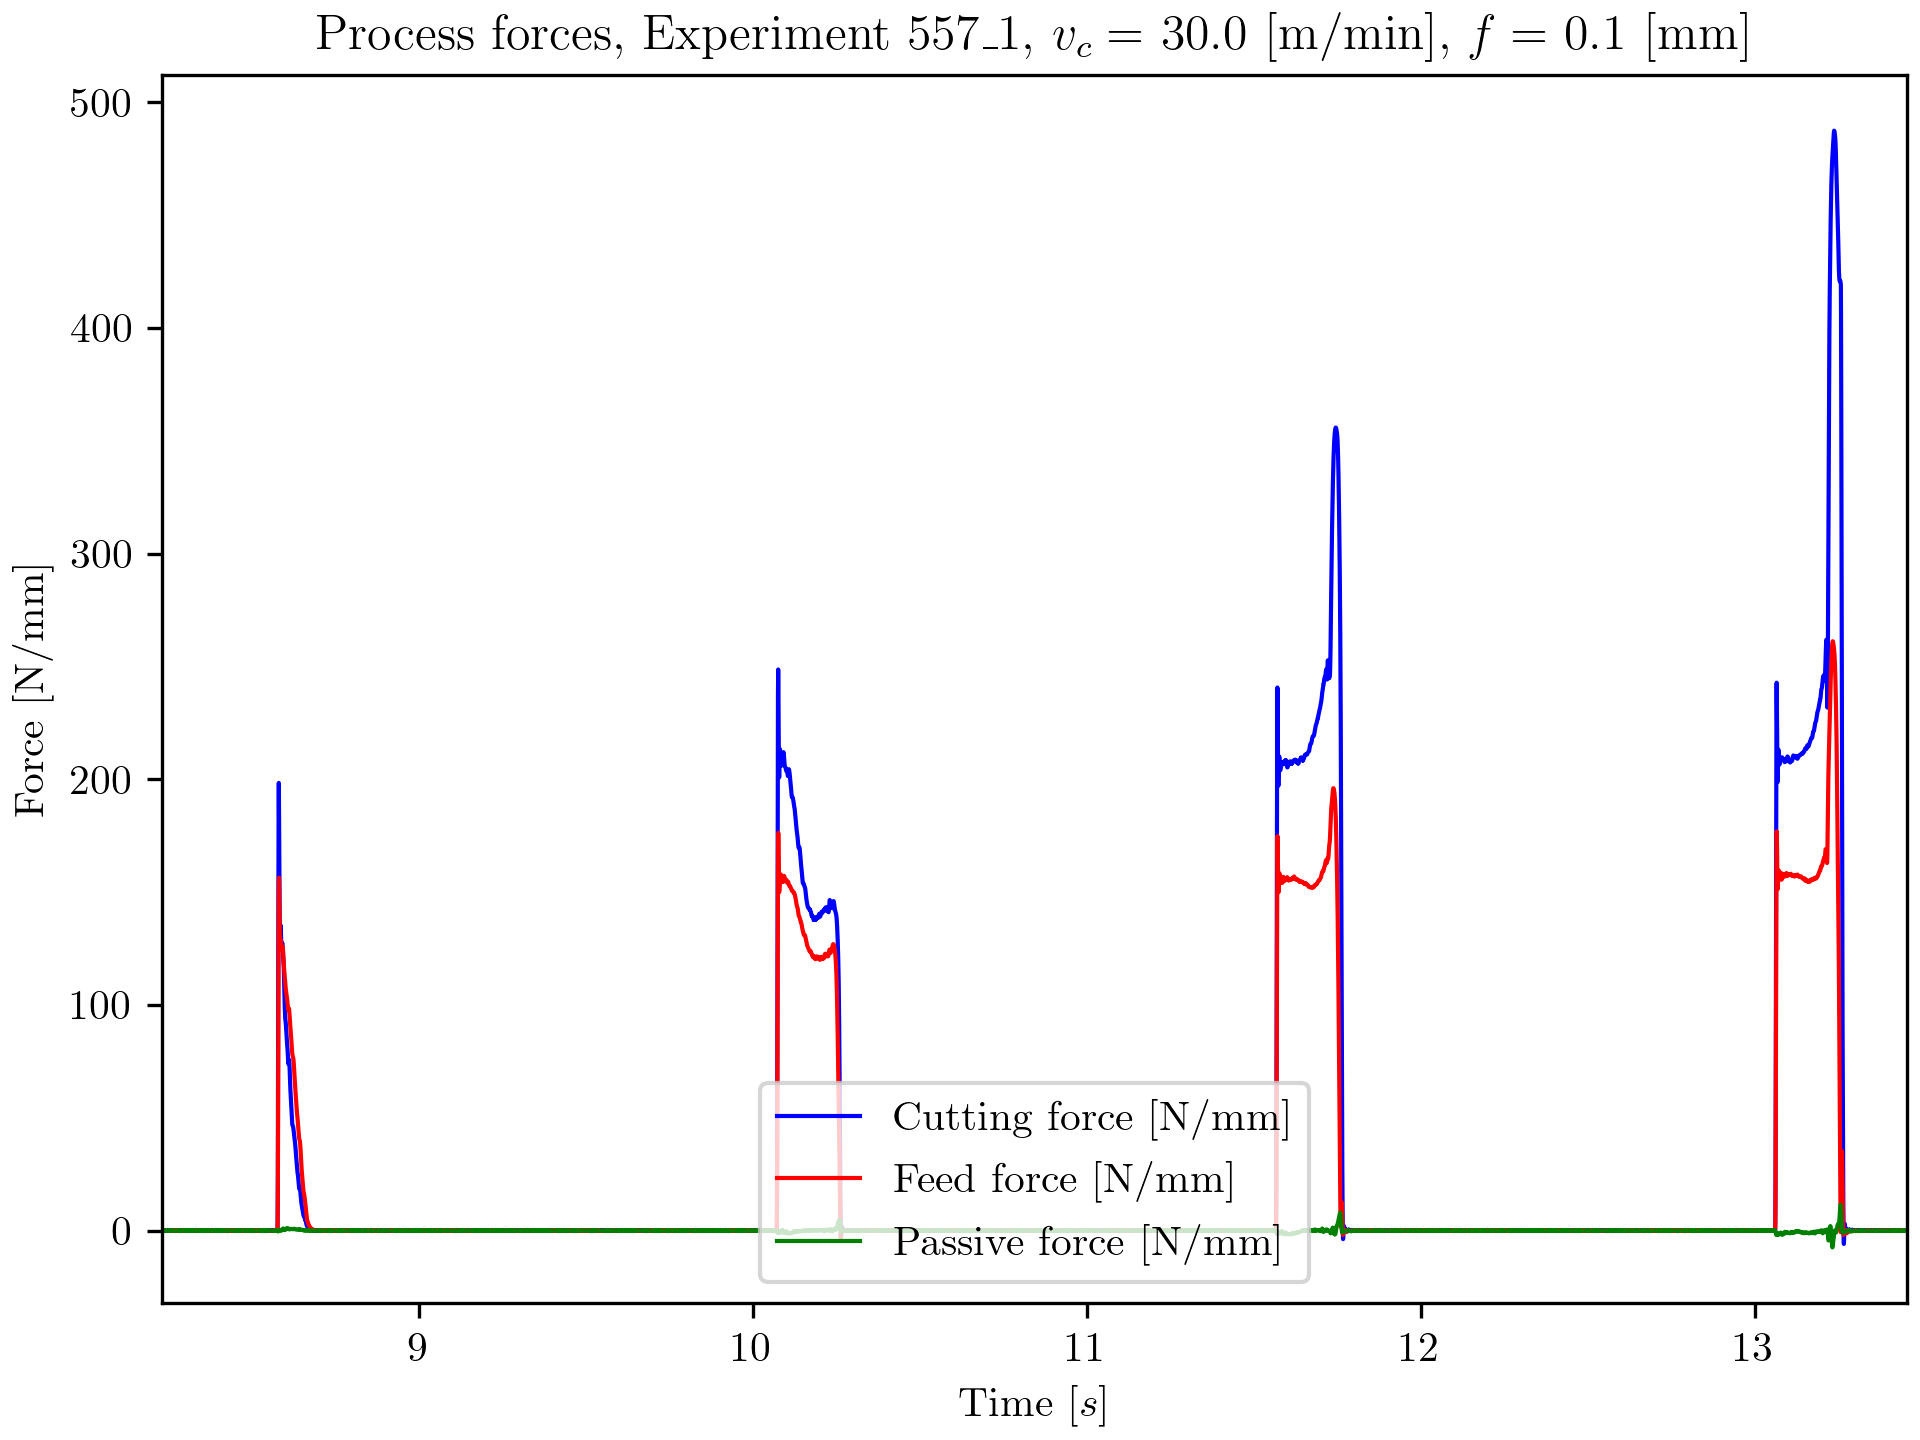 Process forces, Experiment 557_1, v_c = 30.0 [m/min], f = 0.1 [mm]
500
400
300
200
100
0
Force [N/mm]
Cutting force [N/mm]
Feed force [N/mm]
Passive force [N/mm]
9 10 11 12 13
Time [s]